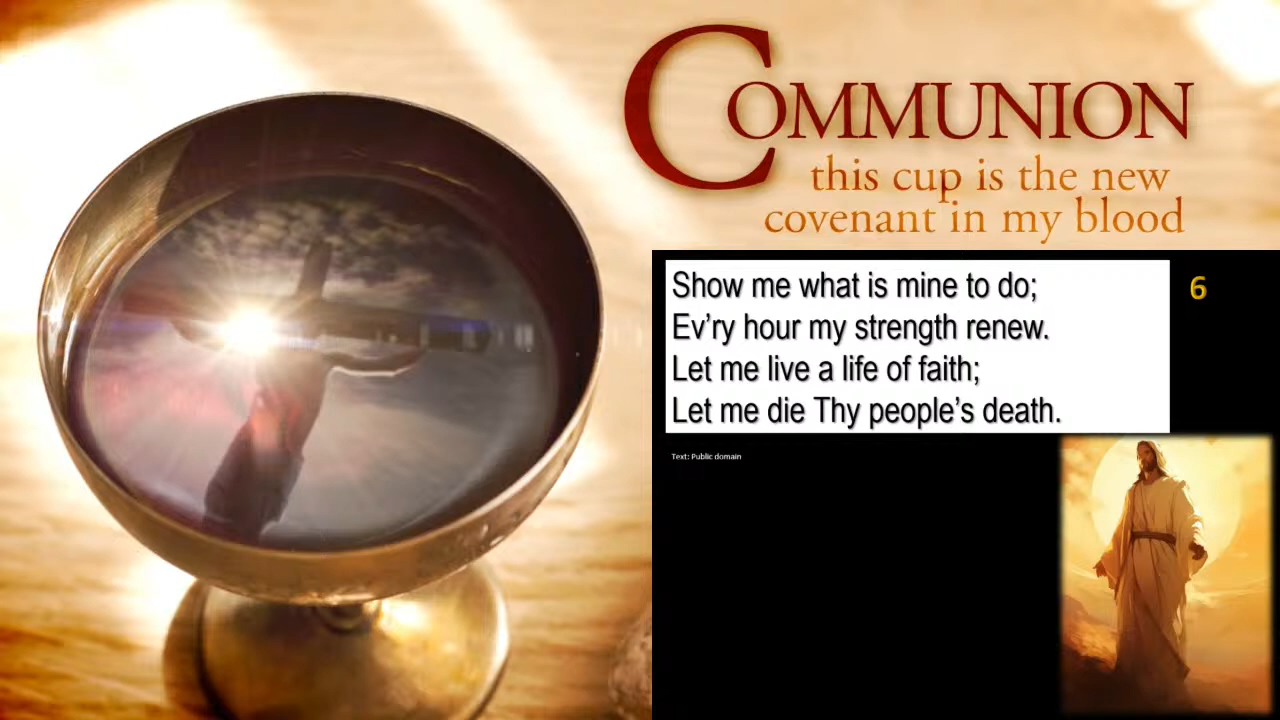 COMMUNION
this cup is the new
covenant in my blood
Show me what is mine to do;
Ev’ry hour my strength renew.
Let me live a life of faith;
Let me die Thy people’s death.
6
Text: Public domain